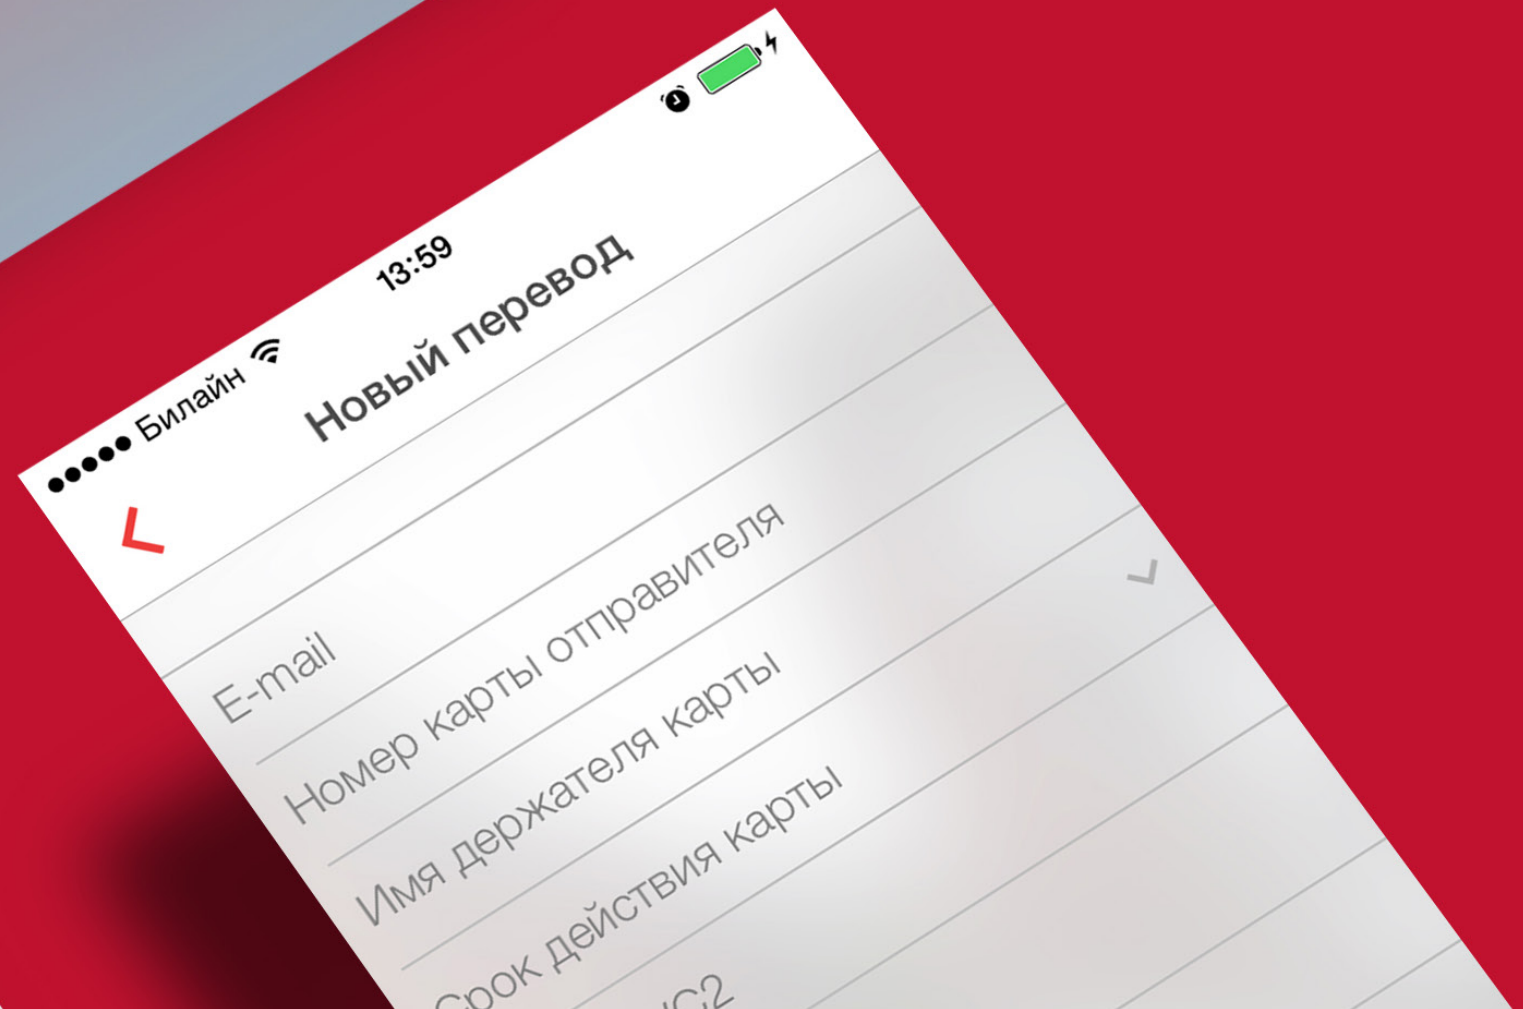 Билайн 13:59
Новый перевод
E-mail
Номер карты отправителя
Имя держателя карты
Срок действия карты